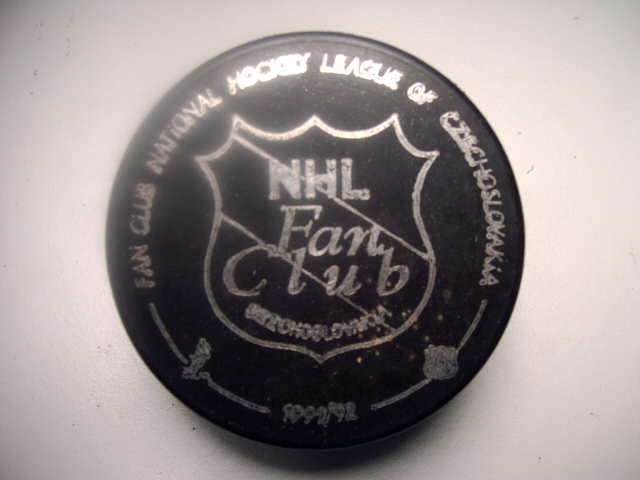 FAN CLUB NATIONAL HOCKEY LEAGUE OF CZECHOSLOVAKIA
NHL
Fan
Club
CZECHOSLOVAKIA
1991/92